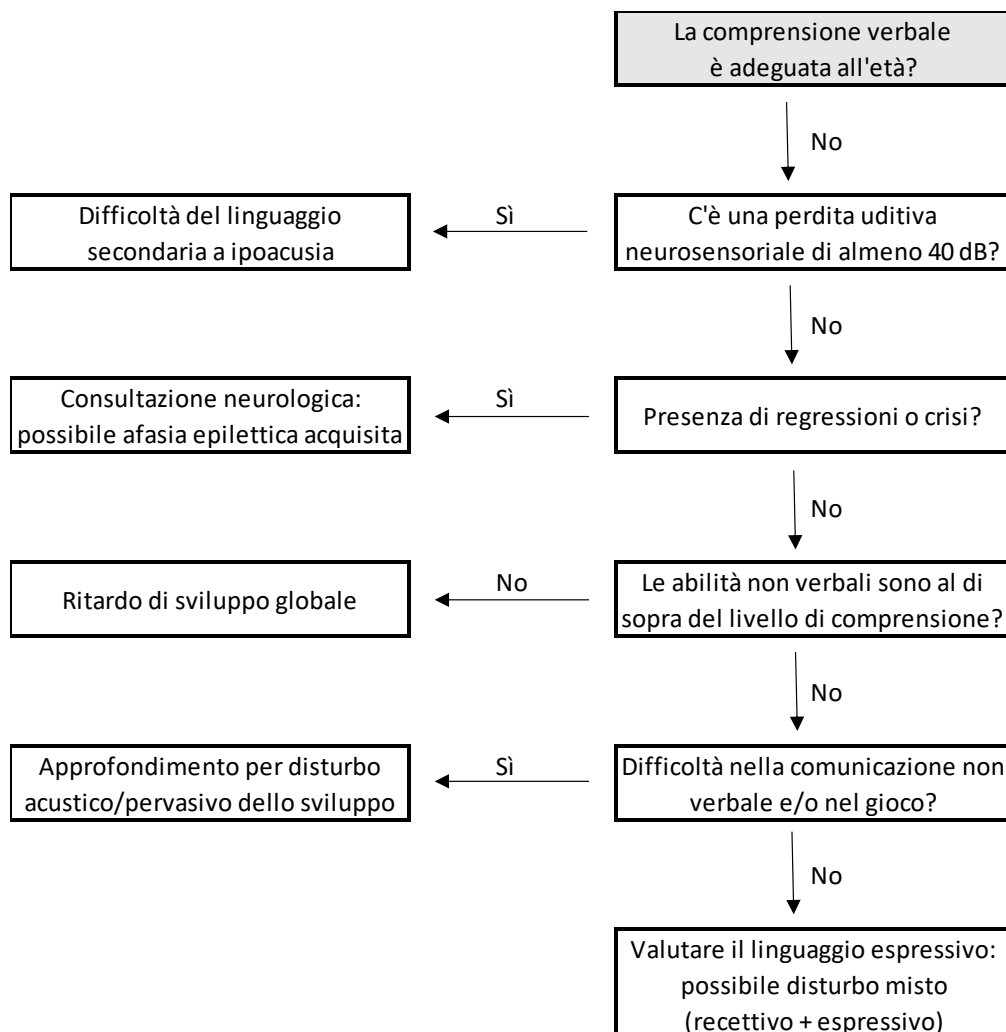 La comprensione verbale
è adeguata all'età?
No
Difficoltà del linguaggio
secondaria a ipoacusia
Sì
C'è una perdita uditiva
neurosensoriale di almeno 40 dB?
No
Consultazione neurologica:
possibile afasia epilettica acquisita
Sì
Presenza di regressioni o crisi?
No
Ritardo di sviluppo globale
No
Le abilità non verbali sono al di
sopra del livello di comprensione?
No
Approfondimento per disturbo
acustico/pervasivo dello sviluppo
Sì
Difficoltà nella comunicazione non
verbale e/o nel gioco?
No
Valutare il linguaggio espressivo:
possibile disturbo misto
(recettivo + espressivo)